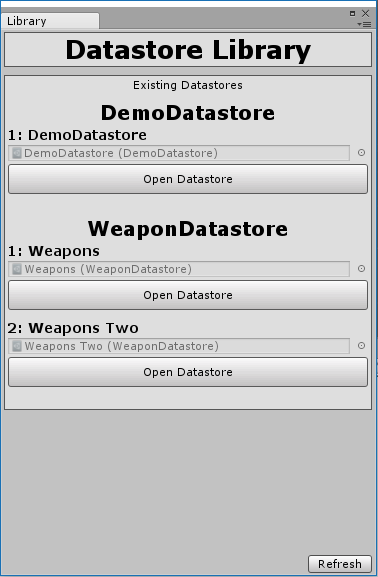 Library
Datastore Library
Existing Datastores
DemoDatastore
1: DemoDatastore
DemoDatastore (DemoDatastore)
Open Datastore
WeaponDatastore
1: Weapons
Weapons (WeaponDatastore)
Open Datastore
2: Weapons Two
Weapons Two (WeaponDatastore)
Open Datastore
Refresh